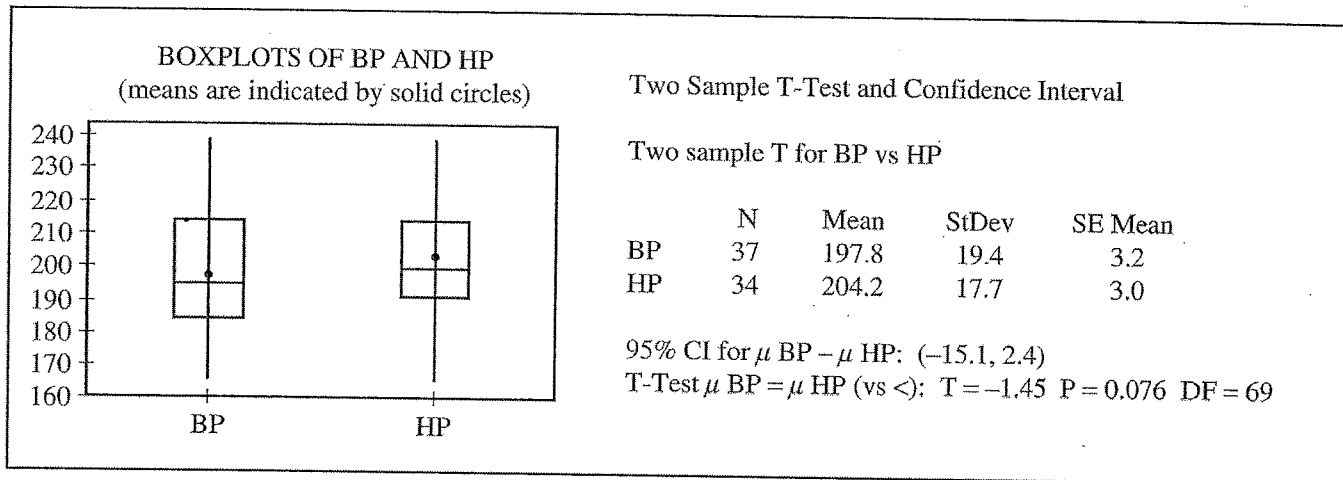 BOXPLOTS OF BP AND HP
(means are indicated by solid circles)
240
230
220
210
200
190
180
170
160
BP
HP
Two Sample T-Test and Confidence Interval
Two sample T for BP vs HP
N Mean StDev SE Mean
BP 37 197.8 19.4 3.2
HP 34 204.2 17.7 3.0
95% CI for μ BP – μ HP: (–15.1, 2.4)
T-Test μ BP = μ HP (vs <): T = –1.45 P = 0.076 DF = 69